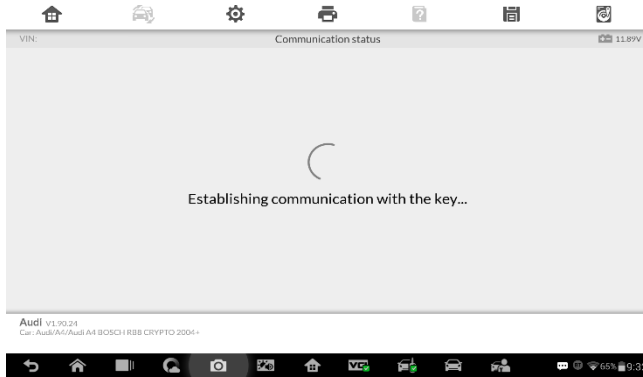 VIN:
Communication status
11.89V
Establishing communication with the key...
Audi V1.90.24
Car: Audi/A4/Audi A4 BOSCH RB8 CRYPTO 2004->
65%